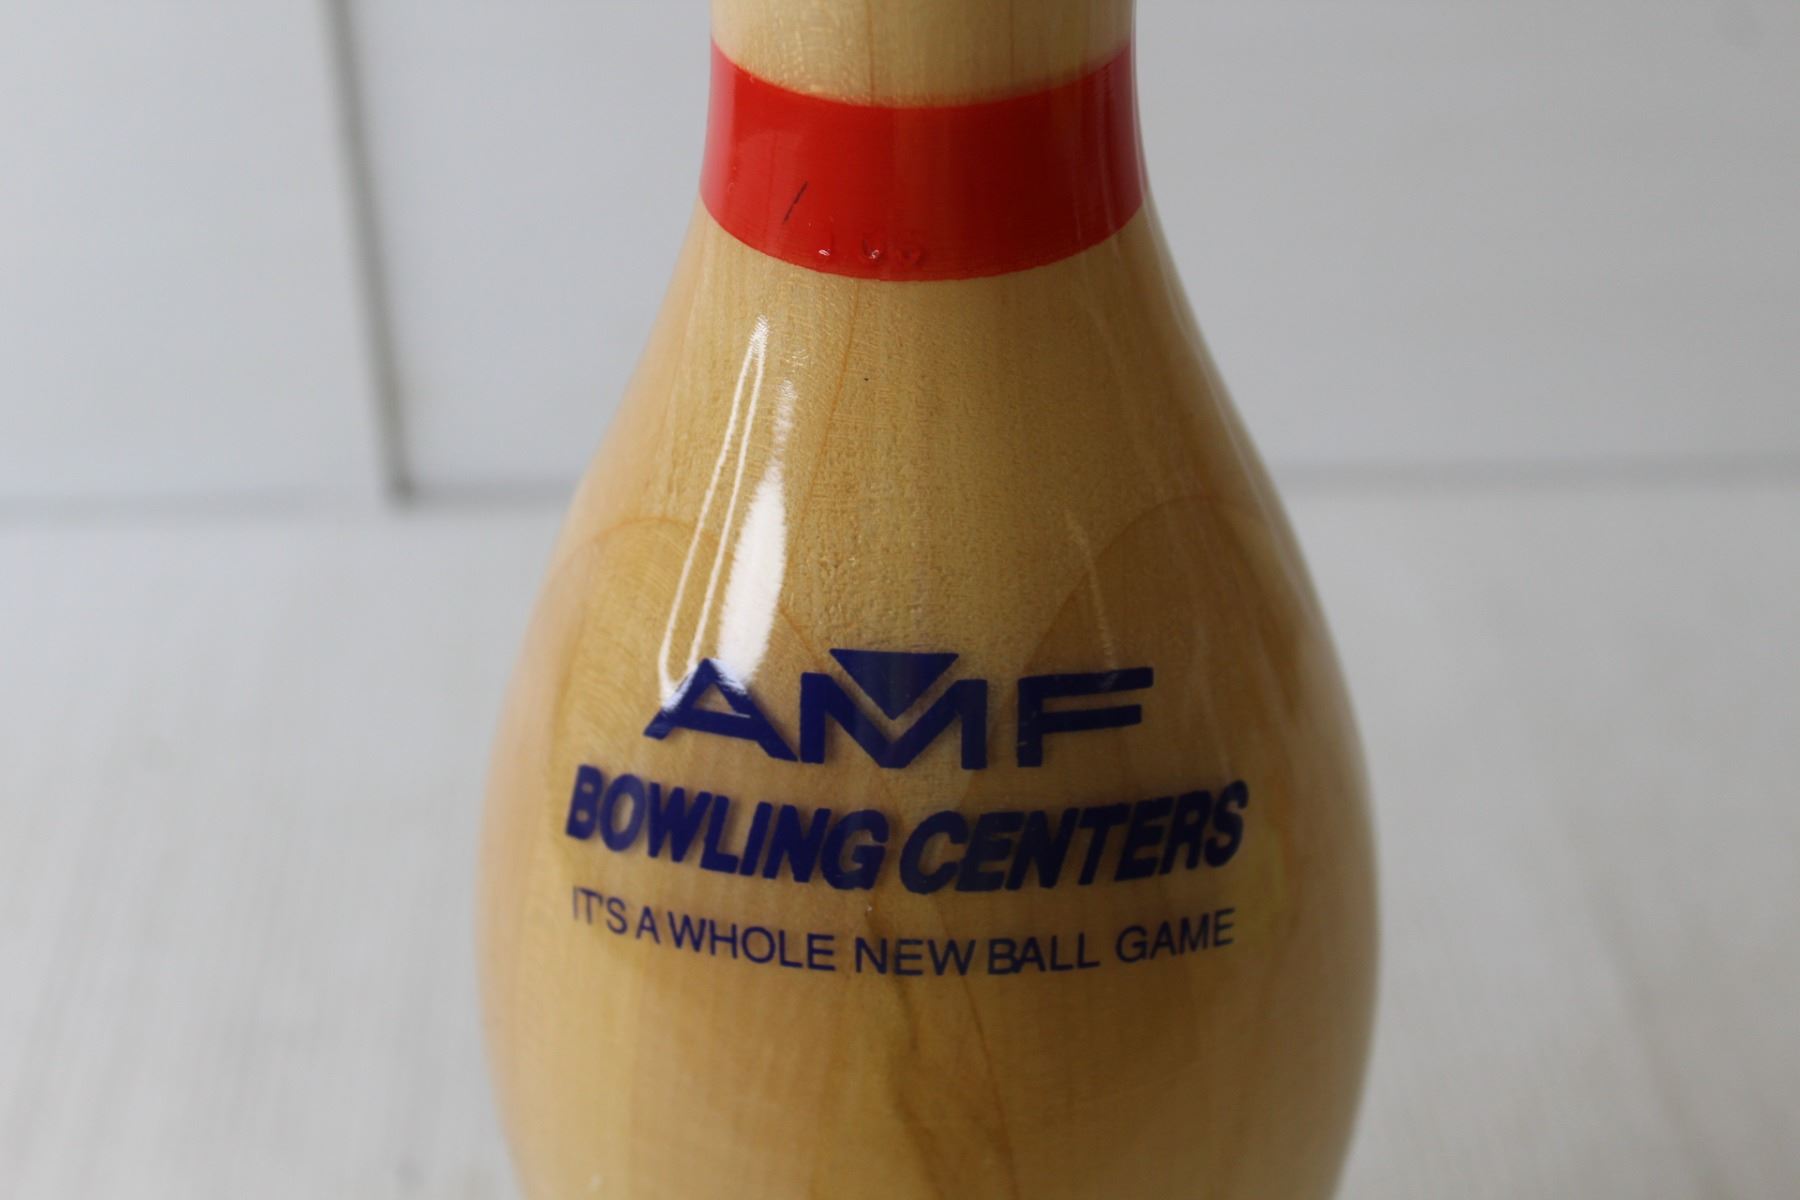 AMF
BOWLING CENTERS
IT'S A WHOLE NEW BALL GAME